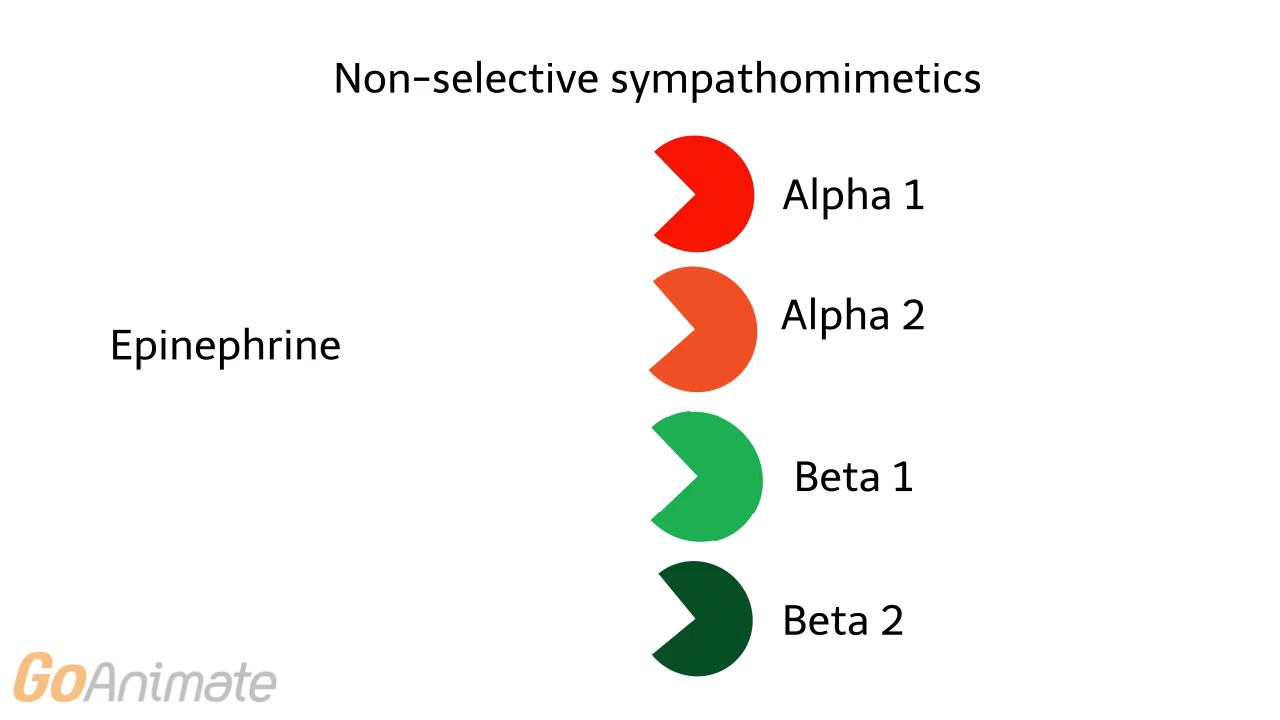 Non-selective sympathomimetics
Alpha 1
Alpha 2
Epinephrine
Beta 1
Beta 2
GoAnimate